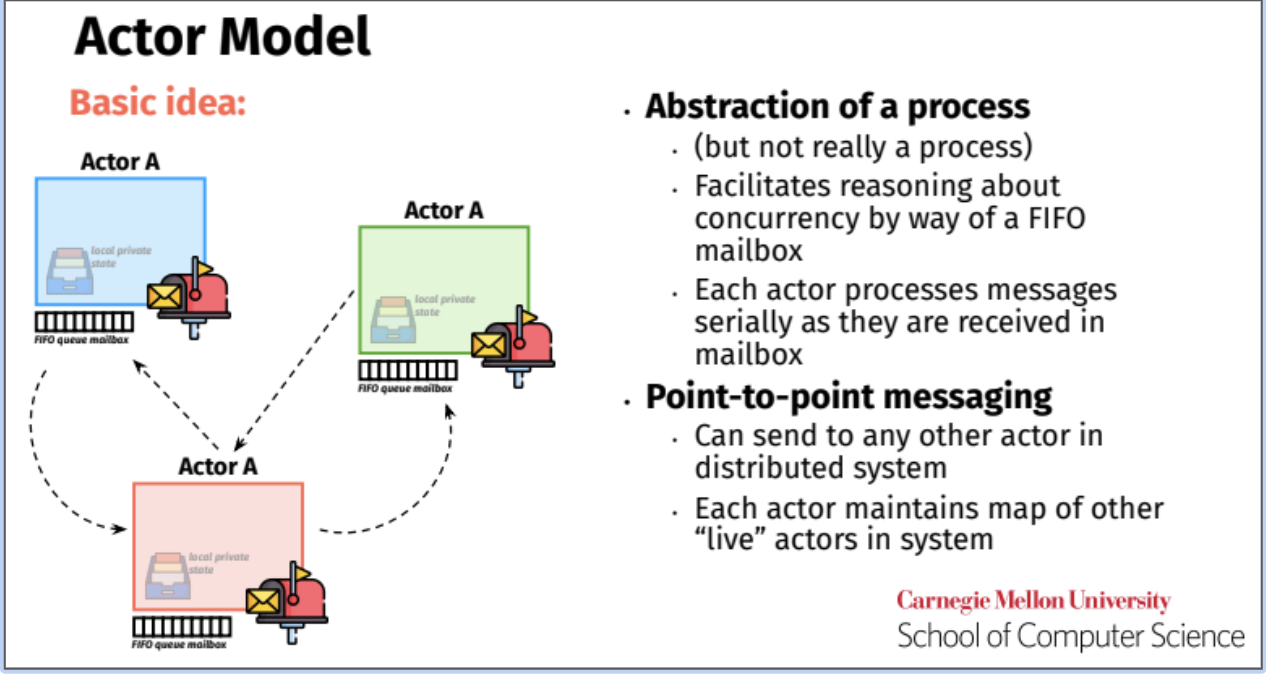 Actor Model
Basic idea:
Actor A
local private
state
FIFO queue mailbox
Actor A
local private
state
FIFO queue mailbox
Actor A
local private
state
FIFO queue mailbox
· Abstraction of a process
· (but not really a process)
· Facilitates reasoning about
concurrency by way of a FIFO
mailbox
· Each actor processes messages
serially as they are received in
mailbox
· Point-to-point messaging
· Can send to any other actor in
distributed system
· Each actor maintains map of other
“live” actors in system
Carnegie Mellon University
School of Computer Science